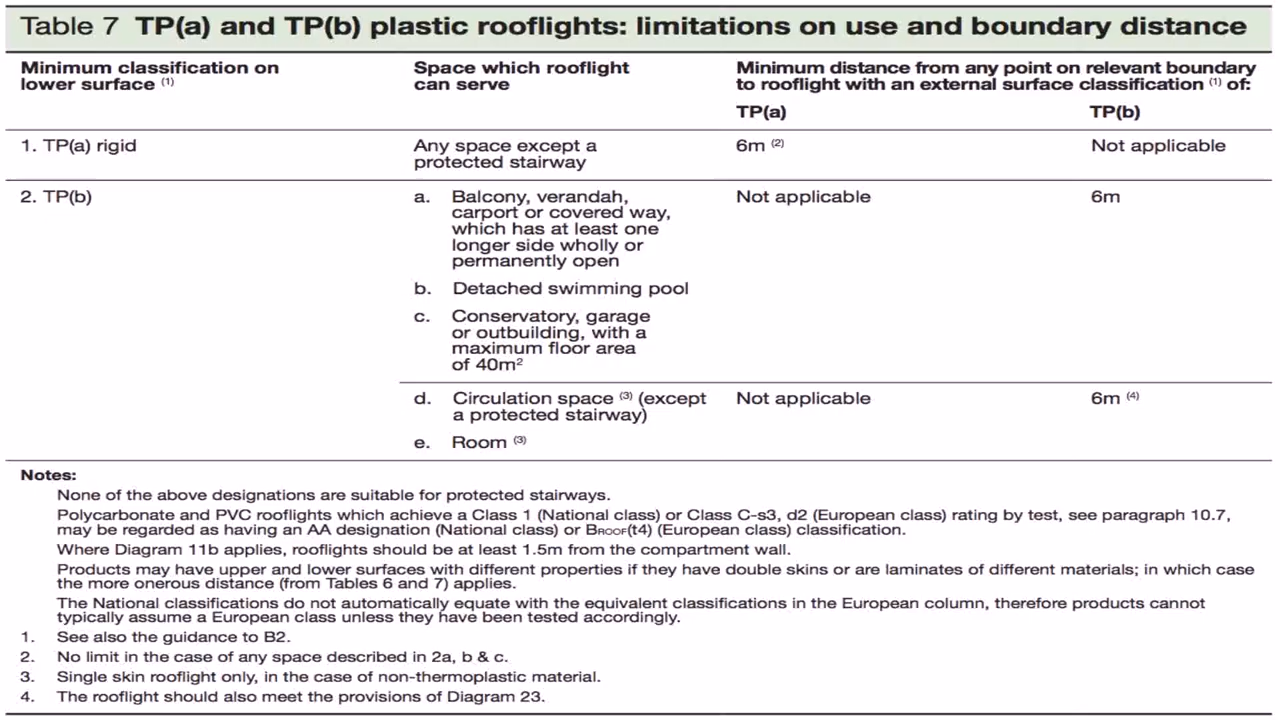 Table 7 TP(a) and TP(b) plastic rooflights: limitations on use and boundary distance
Minimum classification on
lower surface (1)
Space which rooflight
can serve
Minimum distance from any point on relevant boundary
to rooflight with an external surface classification (1) of:
TP(a) TP(b)
1. TP(a) rigid
Any space except a
protected stairway
6m (2) Not applicable
2. TP(b)
a. Balcony, verandah,
carport or covered way,
which has at least one
longer side wholly or
permanently open
Not applicable 6m
b. Detached swimming pool
c. Conservatory, garage
or outbuilding, with a
maximum floor area
of 40m2
d. Circulation space (3) (except
a protected stairway)
Not applicable 6m (4)
e. Room (3)
Notes:
None of the above designations are suitable for protected stairways.
Polycarbonate and PVC rooflights which achieve a Class 1 (National class) or Class C-s3, d2 (European class) rating by test, see paragraph 10.7,
may be regarded as having an AA designation (National class) or BROOF(t4) (European class) classification.
Where Diagram 11b applies, rooflights should be at least 1.5m from the compartment wall.
Products may have upper and lower surfaces with different properties if they have double skins or are laminates of different materials; in which case
the more onerous distance (from Tables 6 and 7) applies.
The National classifications do not automatically equate with the equivalent classifications in the European column, therefore products cannot
typically assume a European class unless they have been tested accordingly.
1. See also the guidance to B2.
2. No limit in the case of any space described in 2a, b & c.
3. Single skin rooflight only, in the case of non-thermoplastic material.
4. The rooflight should also meet the provisions of Diagram 23.